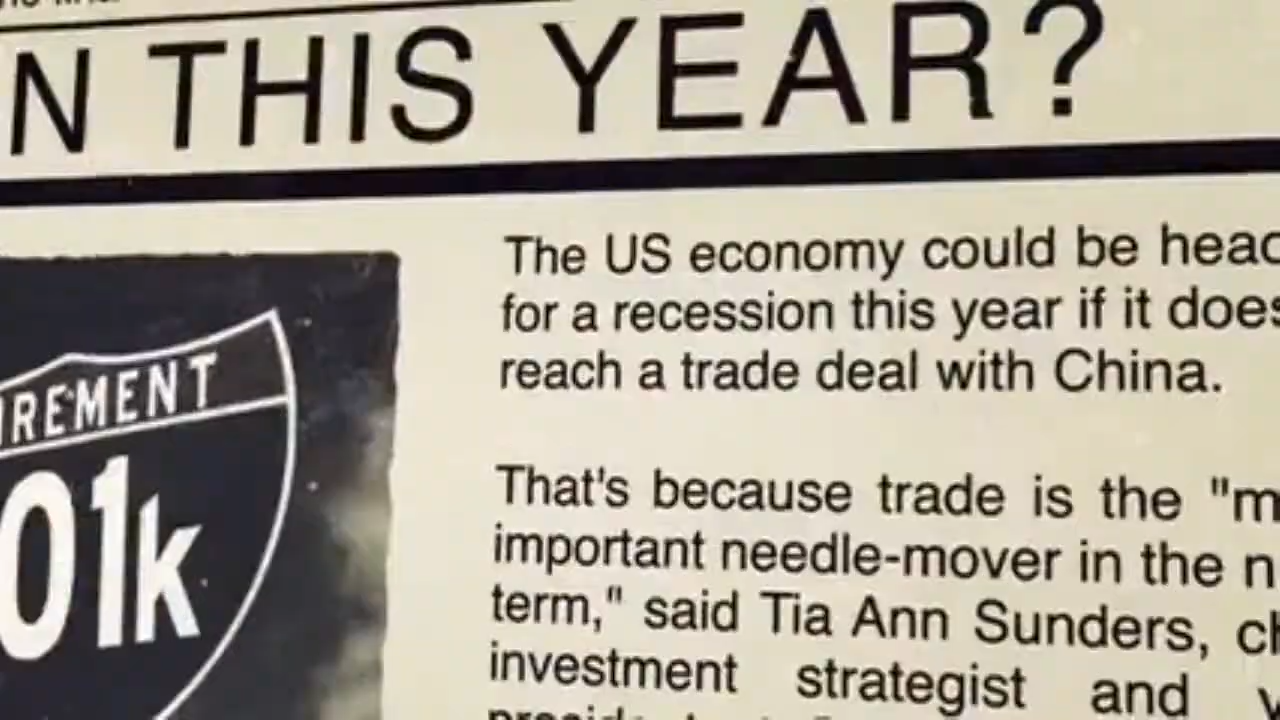 N THIS YEAR?
The US economy could be
for a recession this year if it
reach a trade deal with China.
That's because trade is the "m
important needle-mover in the n
term," said Tia Ann Sunders, ch
investment strategist and v
IREMENT
01k